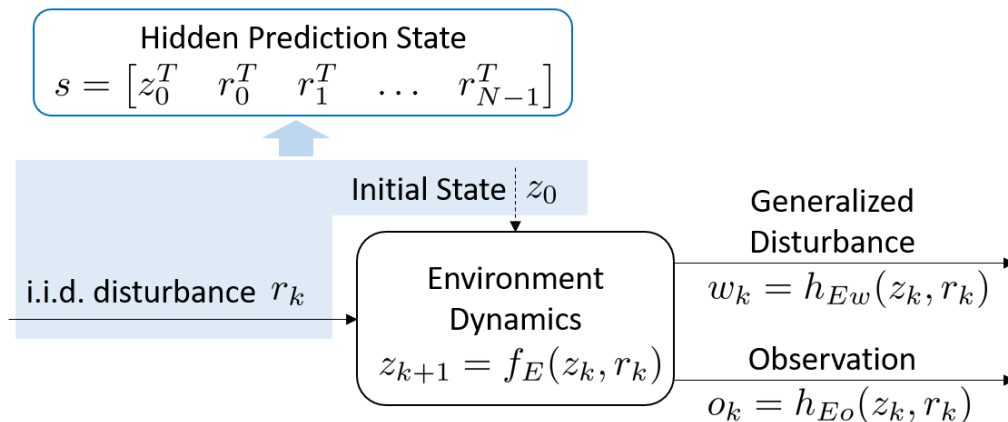 Hidden Prediction State
s = [z_0^T r_0^T r_1^T … r_{N-1}^T]
Initial State z_0
i.i.d. disturbance r_k
Environment
Dynamics
z_{k+1} = f_E(z_k, r_k)
Generalized
Disturbance
w_k = h_{Ew}(z_k, r_k)
Observation
o_k = h_{Eo}(z_k, r_k)